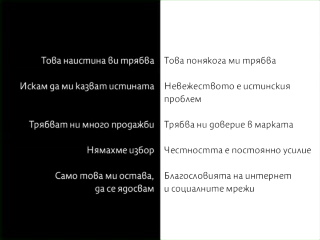 Това наистина ви трябва
Това понякога ми трябва
Искам да ми казват истината
Невежеството е истинския
проблем
Трябват ни много продажби
Трябва ни доверие в марката
Нямахме избор
Честността е постоянно усилие
Само това ми остава,
да се ядосвам
Благословията на интернет
и социалните мрежи